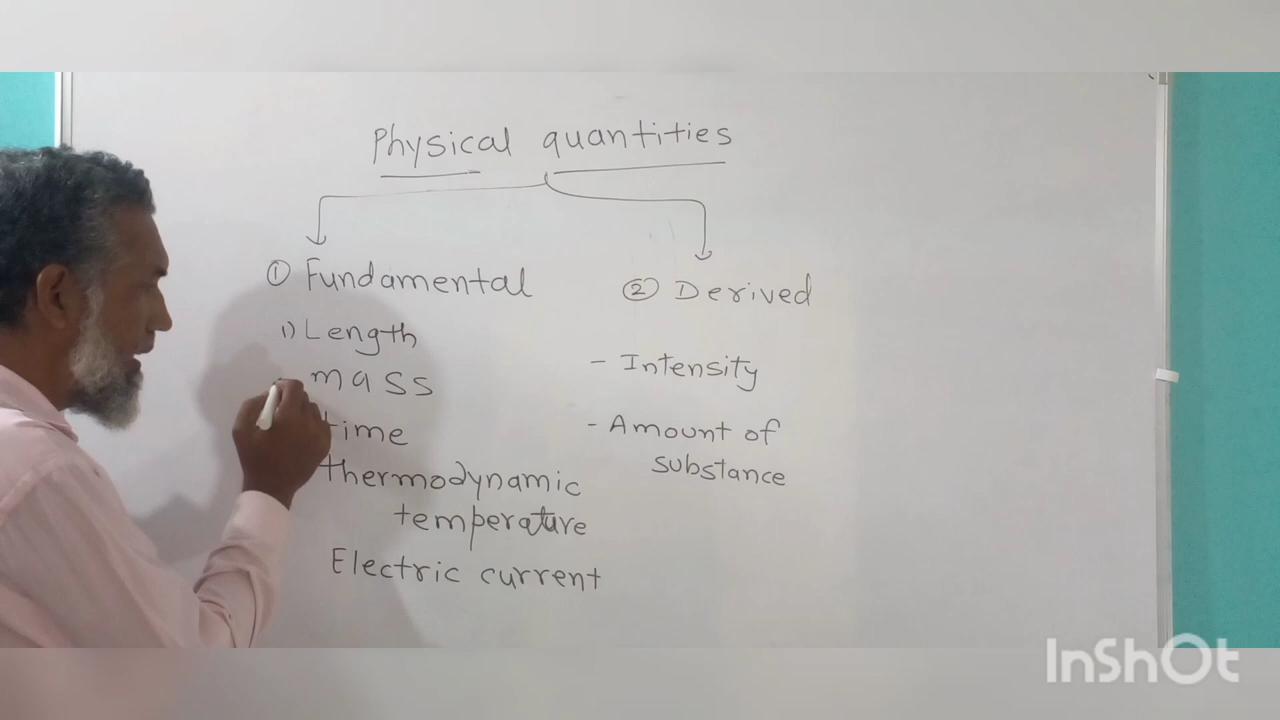 Physical quantities
① Fundamental
② Derived
1) Length
mass
time
thermodynamic
temperature
Electric current
- Intensity
- Amount of
substance
InShOt